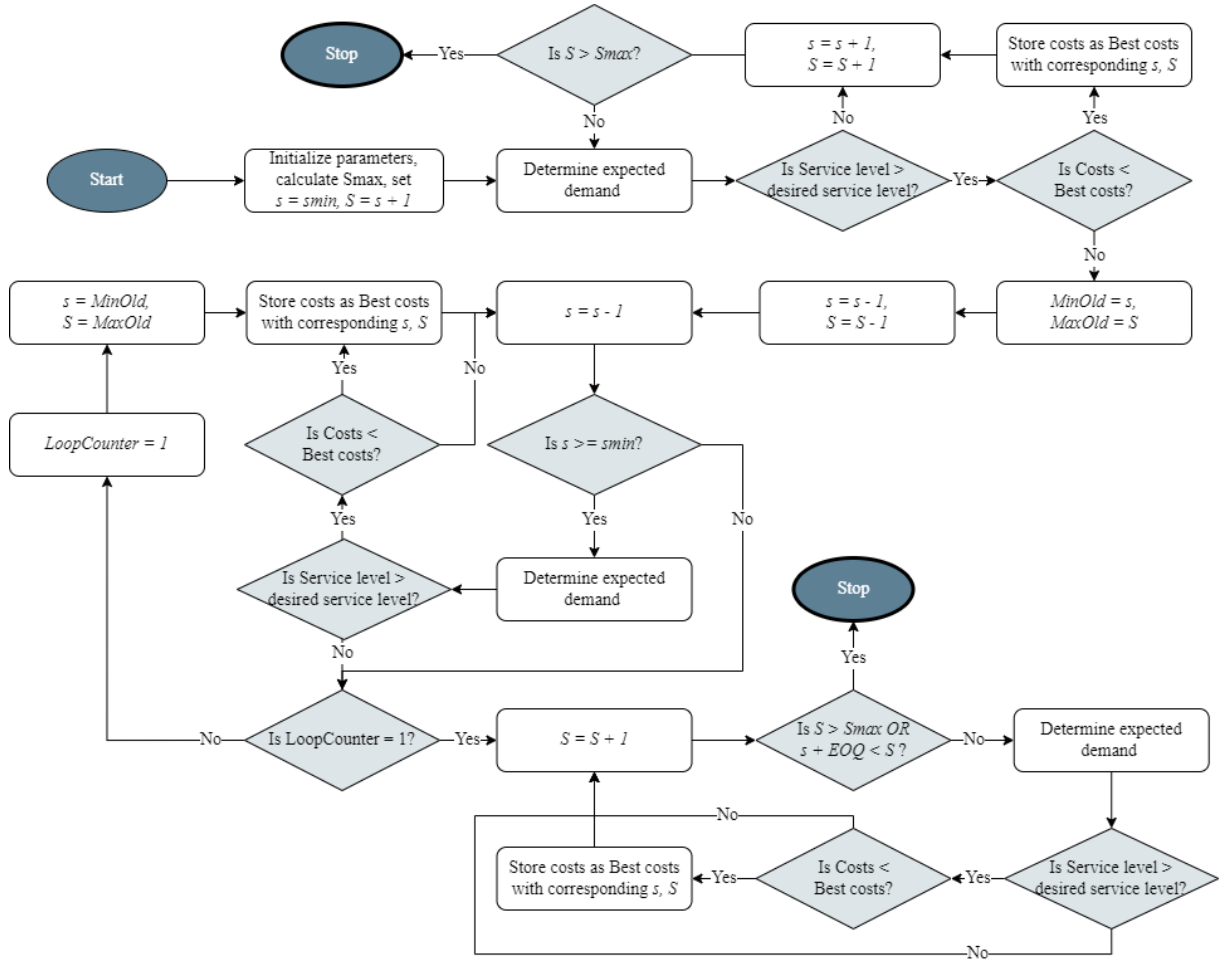 Stop
Yes
Is S > Smax?
s = s + 1,
S = S + 1
Store costs as Best costs
with corresponding s, S
No
No
Yes
Start
Initialize parameters,
calculate Smax, set
s = smin, S = s + 1
Determine expected
demand
Is Service level >
desired service level?
Yes
Is Costs <
Best costs?
No
s = MinOld,
S = MaxOld
Store costs as Best costs
with corresponding s, S
s = s - 1
s = s - 1,
S = S - 1
MinOld = s,
MaxOld = S
Yes
No
LoopCounter = 1
Is Costs <
Best costs?
Is s >= smin?
Yes
Yes
No
Is Service level >
desired service level?
Determine expected
demand
Stop
No
Yes
No
Is LoopCounter = 1?
Yes
S = S + 1
Is S > Smax OR
s + EOQ < S ?
No
Determine expected
demand
No
Store costs as Best costs
with corresponding s, S
Yes
Is Costs <
Best costs?
Yes
Is Service level >
desired service level?
No